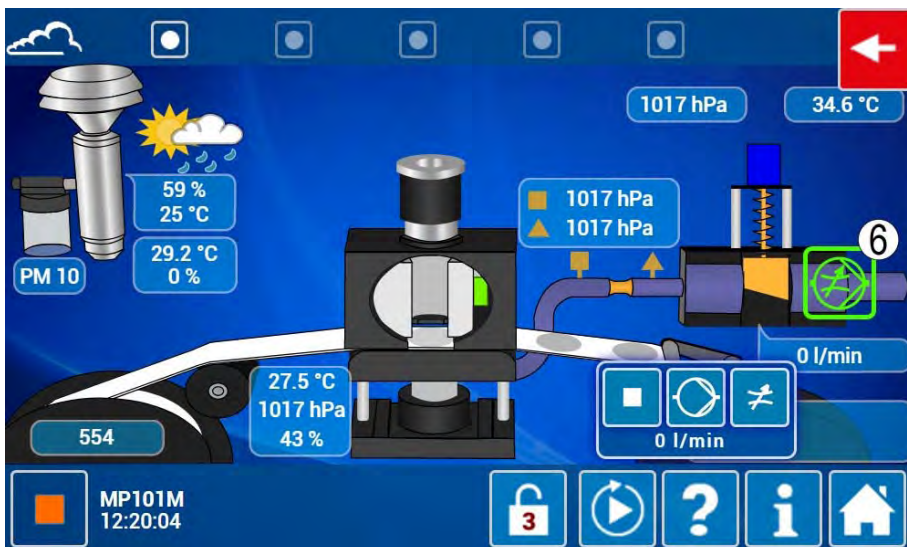 1017 hPa
34.6 °C
59 %
25 °C
1017 hPa
1017 hPa
29.2 °C
0 %
PM 10
6
0 l/min
27.5 °C
1017 hPa
43 %
0 l/min
554
MP101M
12:20:04
3
?
i